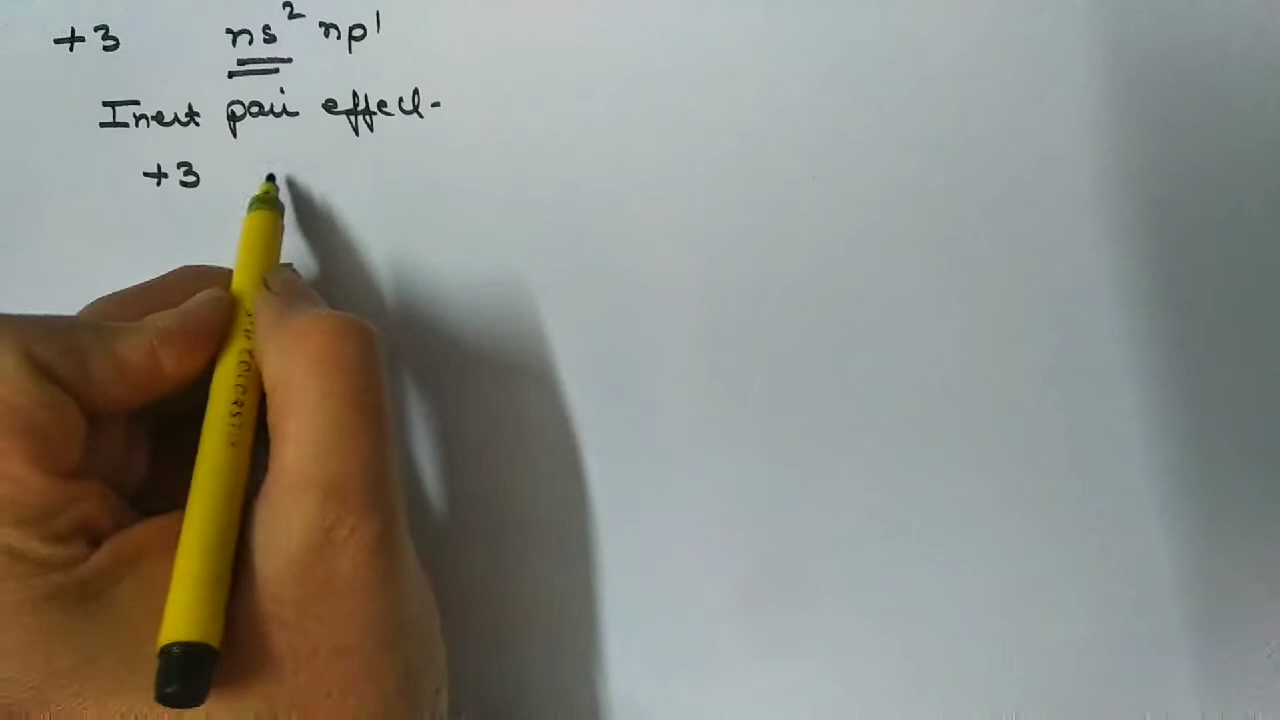 +3 ns² np¹
Inert pair effect-
+3